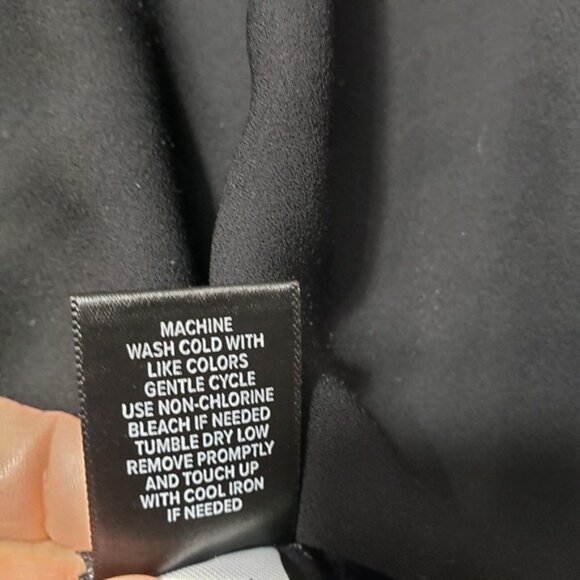 MACHINE
WASH COLD WITH
LIKE COLORS
GENTLE CYCLE
USE NON-CHLORINE
BLEACH IF NEEDED
TUMBLE DRY LOW
REMOVE PROMPTLY
AND TOUCH UP
WITH COOL IRON
IF NEEDED